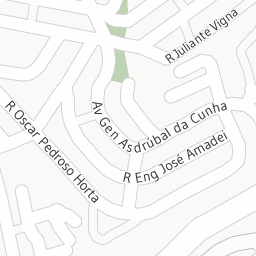 R Juliante Vigna
Av Gen Asdrúbal da Cunha
R Oscar Pedroso Horta
R Eng José Amadei